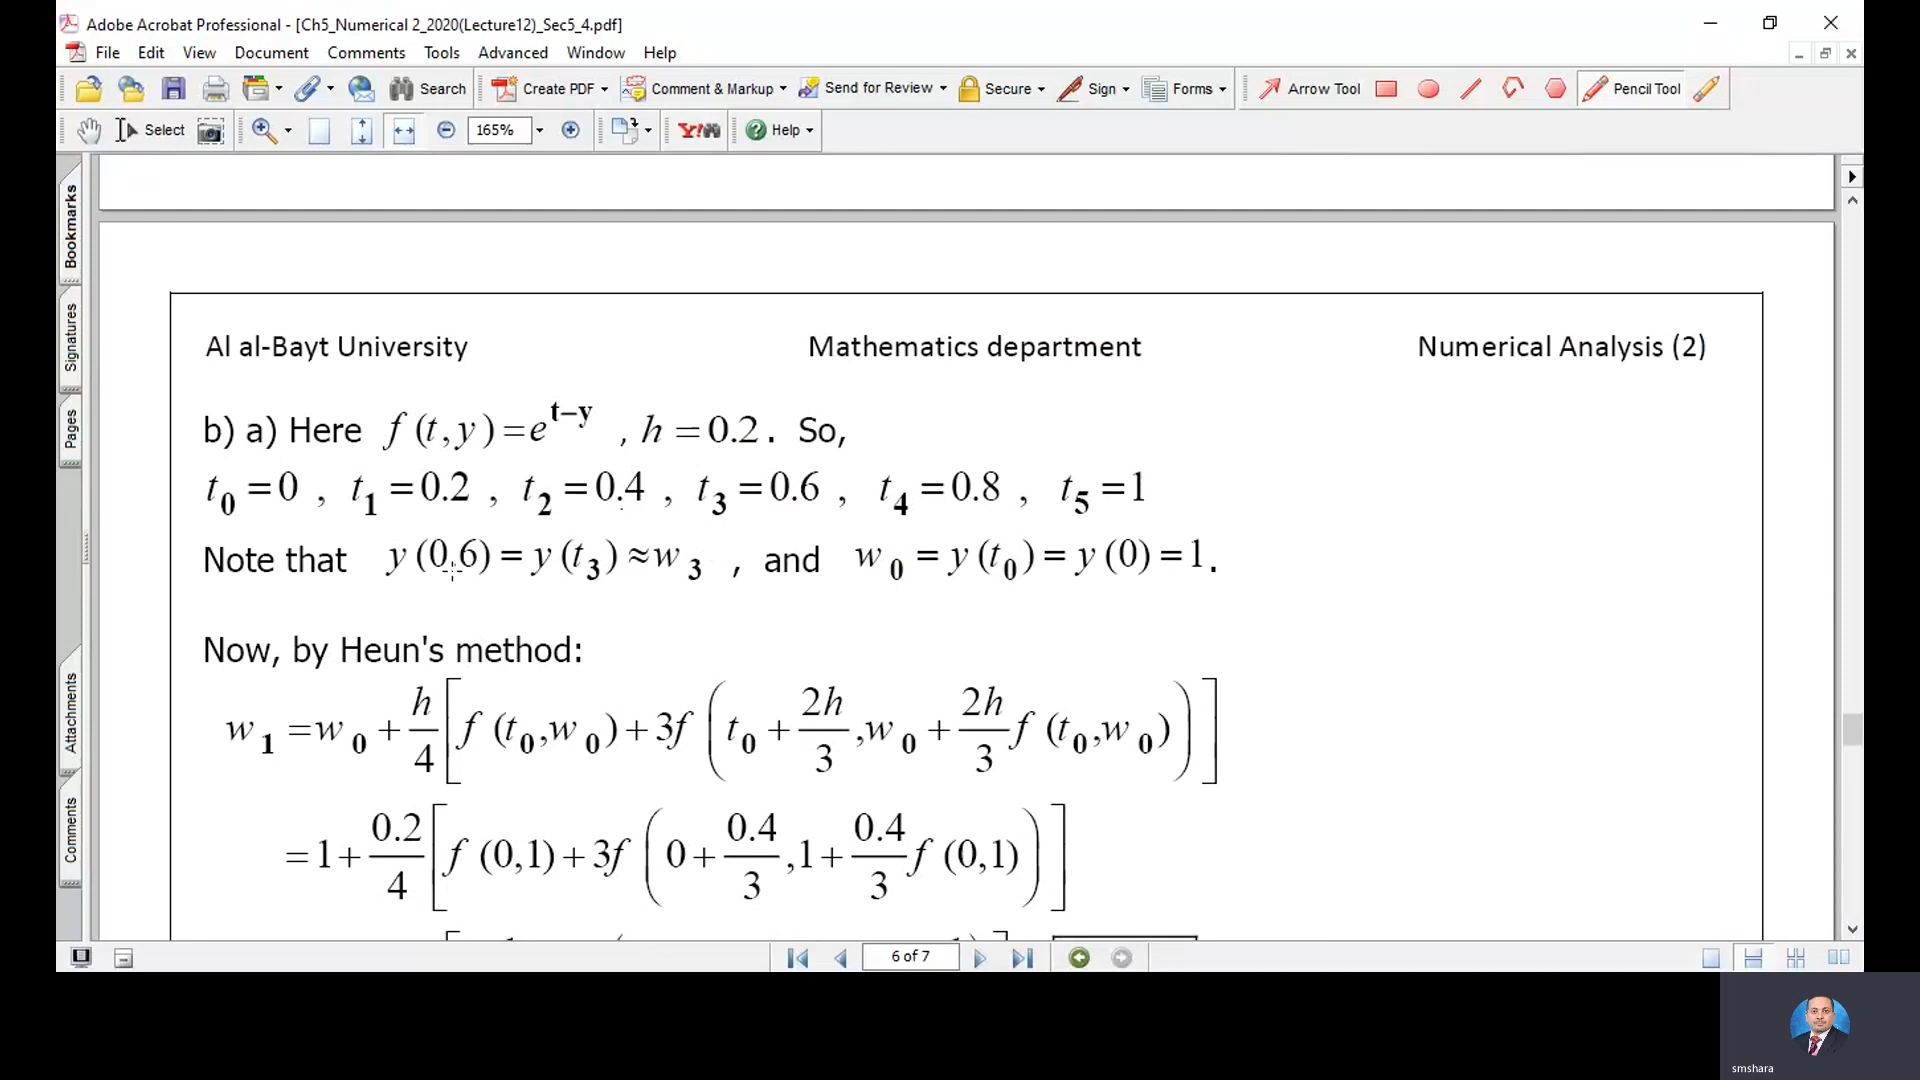 Adobe Acrobat Professional - [Ch5_Numerical 2_2020(Lecture12)_Sec5_4.pdf]
File Edit View Document Comments Tools Advanced Window Help
Search Create PDF Comment & Markup Send for Review Secure Sign Forms Arrow Tool Pencil Tool
Select 165% Y! Help
Bookmarks
Signatures
Pages
Attachments
Comments
Al al-Bayt University Mathematics department Numerical Analysis (2)
b) a) Here f(t,y)=e^{t−y} , h=0.2. So,
t_0=0 , t_1=0.2 , t_2=0.4 , t_3=0.6 , t_4=0.8 , t_5=1
Note that y(0.6)=y(t_3)≈w_3 , and w_0=y(t_0)=y(0)=1.
Now, by Heun's method:
w_1=w_0+\frac{h}{4}[f(t_0,w_0)+3f(t_0+\frac{2h}{3},w_0+\frac{2h}{3}f(t_0,w_0))]
=1+\frac{0.2}{4}[f(0,1)+3f(0+\frac{0.4}{3},1+\frac{0.4}{3}f(0,1))]
6 of 7
smshara